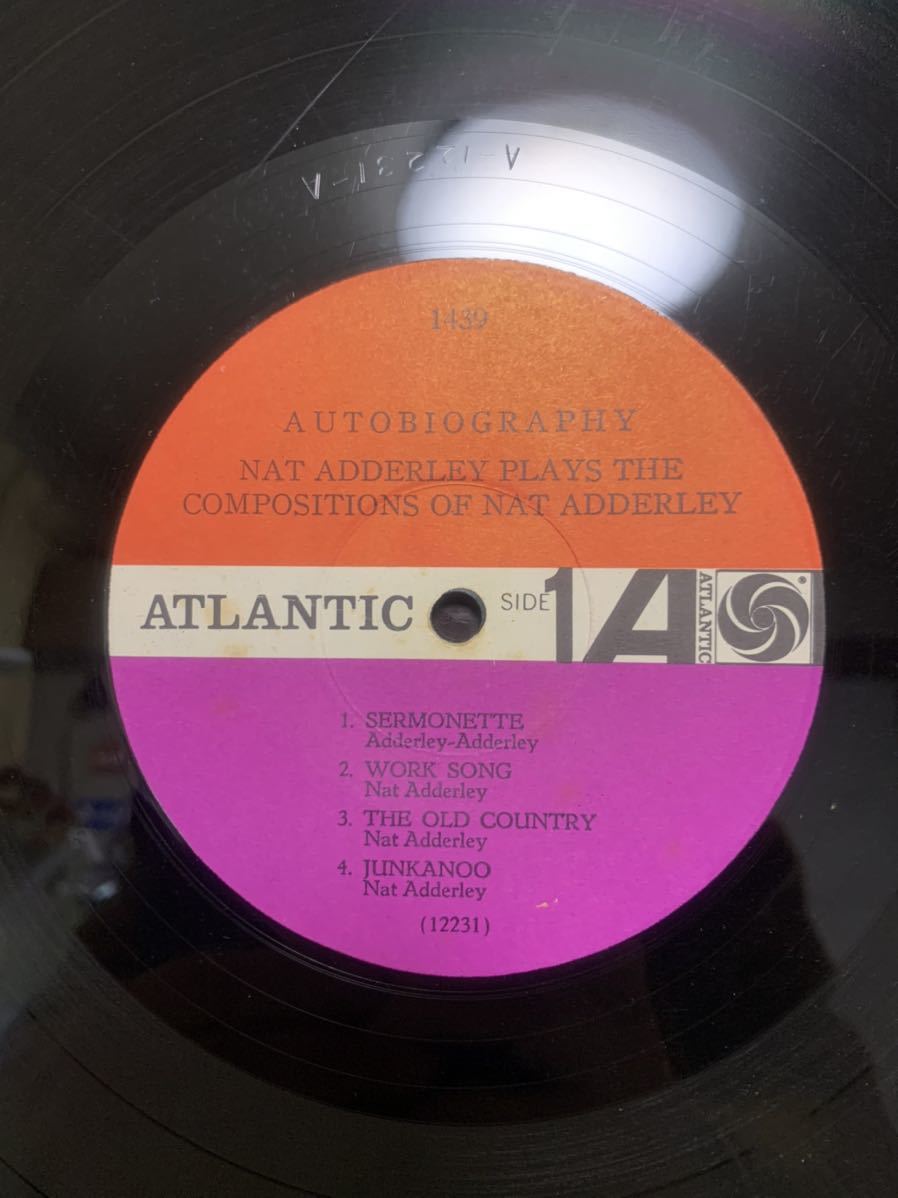 A-12231-A
1439
AUTOBIOGRAPHY
NAT ADDERLEY PLAYS THE
COMPOSITIONS OF NAT ADDERLEY
ATLANTIC SIDE 1 A ATLANTIC ®
1. SERMONETTE
Adderley-Adderley
2. WORK SONG
Nat Adderley
3. THE OLD COUNTRY
Nat Adderley
4. JUNKANOO
Nat Adderley
(12231)